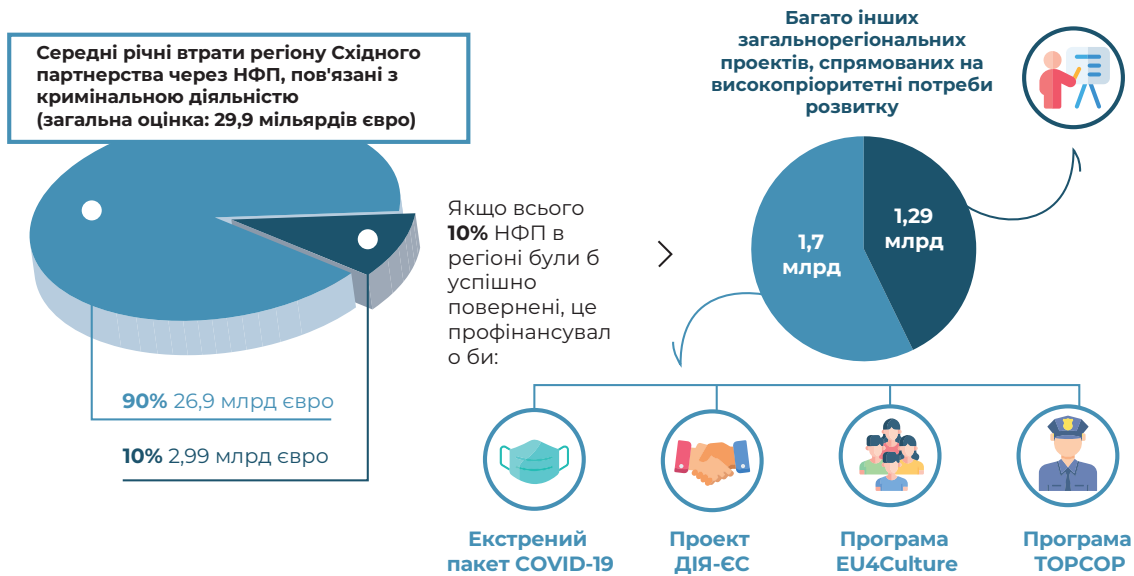 Середні річні втрати регіону Східного
партнерства через НФП, пов'язані з
кримінальною діяльністю
(загальна оцінка: 29,9 мільярдів євро)
90% 26,9 млрд євро
10% 2,99 млрд євро
Якщо всього
10% НФП в
регіоні були б
успішно
повернені, це
профінансувал
о би:
Багато інших
загальнорегіональних
проектів, спрямованих на
високопріоритетні потреби
розвитку
1,7
млрд
1,29
млрд
Екстрений
пакет COVID-19
Проект
ДІЯ-ЄС
Програма
EU4Culture
Програма
TOPCOP